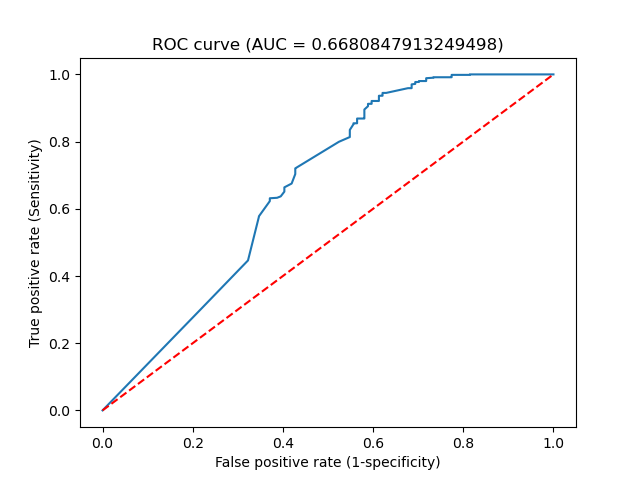 ROC curve (AUC = 0.6680847913249498)
1.0
0.8
0.6
0.4
0.2
0.0
True positive rate (Sensitivity)
0.0 0.2 0.4 0.6 0.8 1.0
False positive rate (1-specificity)